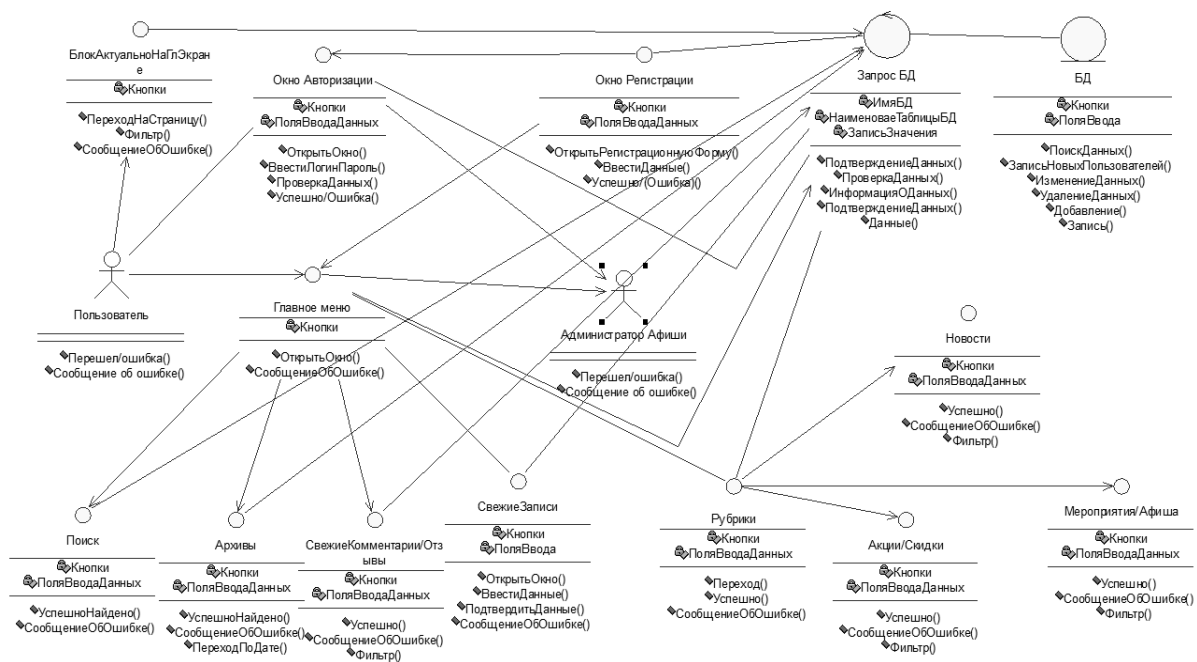 БлокАктуальноНаГлЭкран
е
Кнопки
ПереходНаСтраницу()
Фильтр()
СообщениеОбОшибке()
Окно Авторизации
Кнопки
ПоляВводаДанных
ОткрытьОкно()
ВвестиЛогинПароль()
ПроверкаДанных()
Успешно/Ошибка()
Окно Регистрации
Кнопки
ПоляВводаДанных
ОткрытьРегистрационнуюФорму()
ВвестиДанные()
Успешно/(Ошибка)()
Запрос БД
ИмяБД
НаименоваеТаблицыБД
ЗаписьЗначения
ПодтверждениеДанных()
ПроверкаДанных()
ИнформацияОДанных()
ПодтверждениеДанных()
Данные()
БД
Кнопки
ПоляВвода
ПоискДанных()
ЗаписьНовыхПользователей()
ИзменениеДанных()
УдалениеДанных()
Добавление()
Запись()
Пользователь
Перешел/ошибка()
Сообщение об ошибке()
Главное меню
Кнопки
ОткрытьОкно()
СообщениеОбОшибке()
Администратор Афиши
Перешел/ошибка()
Сообщение об ошибке()
Новости
Кнопки
ПоляВводаДанных
Успешно()
СообщениеОбОшибке()
Фильтр()
Поиск
Кнопки
ПоляВводаДанных
УспешноНайдено()
СообщениеОбОшибке()
Архивы
Кнопки
ПоляВводаДанных
УспешноНайдено()
СообщениеОбОшибке()
ПереходПоДате()
СвежиеКомментарии/Отз
ывы
Кнопки
ПоляВводаДанных
Успешно()
СообщениеОбОшибке()
Фильтр()
СвежиеЗаписи
Кнопки
ПоляВвода
ОткрытьОкно()
ВвестиДанные()
ПодтвердитьДанные()
СообщениеОбОшибке()
Рубрики
Кнопки
ПоляВводаДанных
Переход()
Успешно()
СообщениеОбОшибке()
Акции/Скидки
Кнопки
ПоляВводаДанных
Успешно()
СообщениеОбОшибке()
Фильтр()
Мероприятия/Афиша
Кнопки
ПоляВводаДанных
Успешно()
СообщениеОбОшибке()
Фильтр()